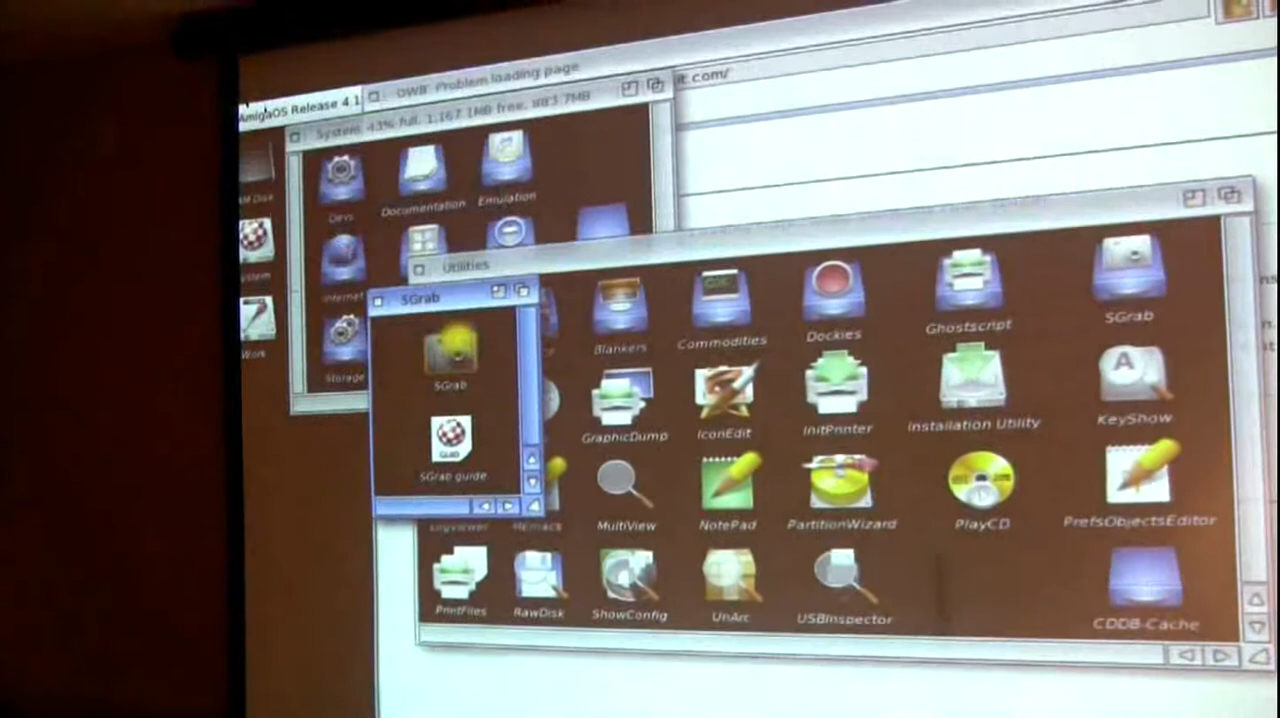 AmigaOS Release 4.1
OWB: Problem loading page
it.com/
System 43% full, 1,167.1MB free, 883.7MB
Devs
Documentation
Emulation
Internet
Storage
System
Work
Utilities
SGrab
SGrab
SGrab guide
Blankers
Commodities
Dockies
Ghostscript
SGrab
GraphicDump
IconEdit
InitPrinter
Installation Utility
KeyShow
MultiView
NotePad
PartitionWizard
PlayCD
PrefsObjectsEditor
PrintFiles
RawDisk
ShowConfig
UnArc
USBInspector
CDDB-Cache